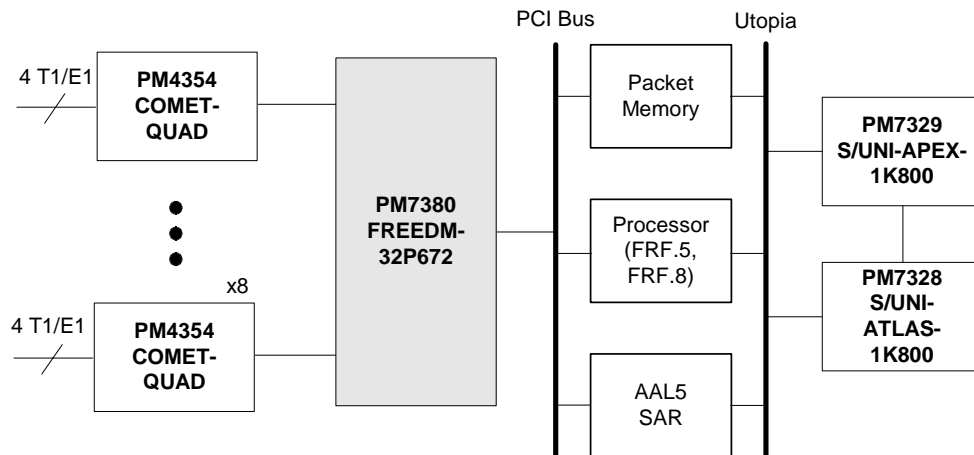 PCI Bus
Utopia
4 T1/E1
PM4354
COMET-
QUAD
PM7380
FREEDM-
32P672
Packet
Memory
PM7329
S/UNI-APEX-
1K800
Processor
(FRF.5,
FRF.8)
x8
4 T1/E1
PM4354
COMET-
QUAD
PM7328
S/UNI-
ATLAS-
1K800
AAL5
SAR